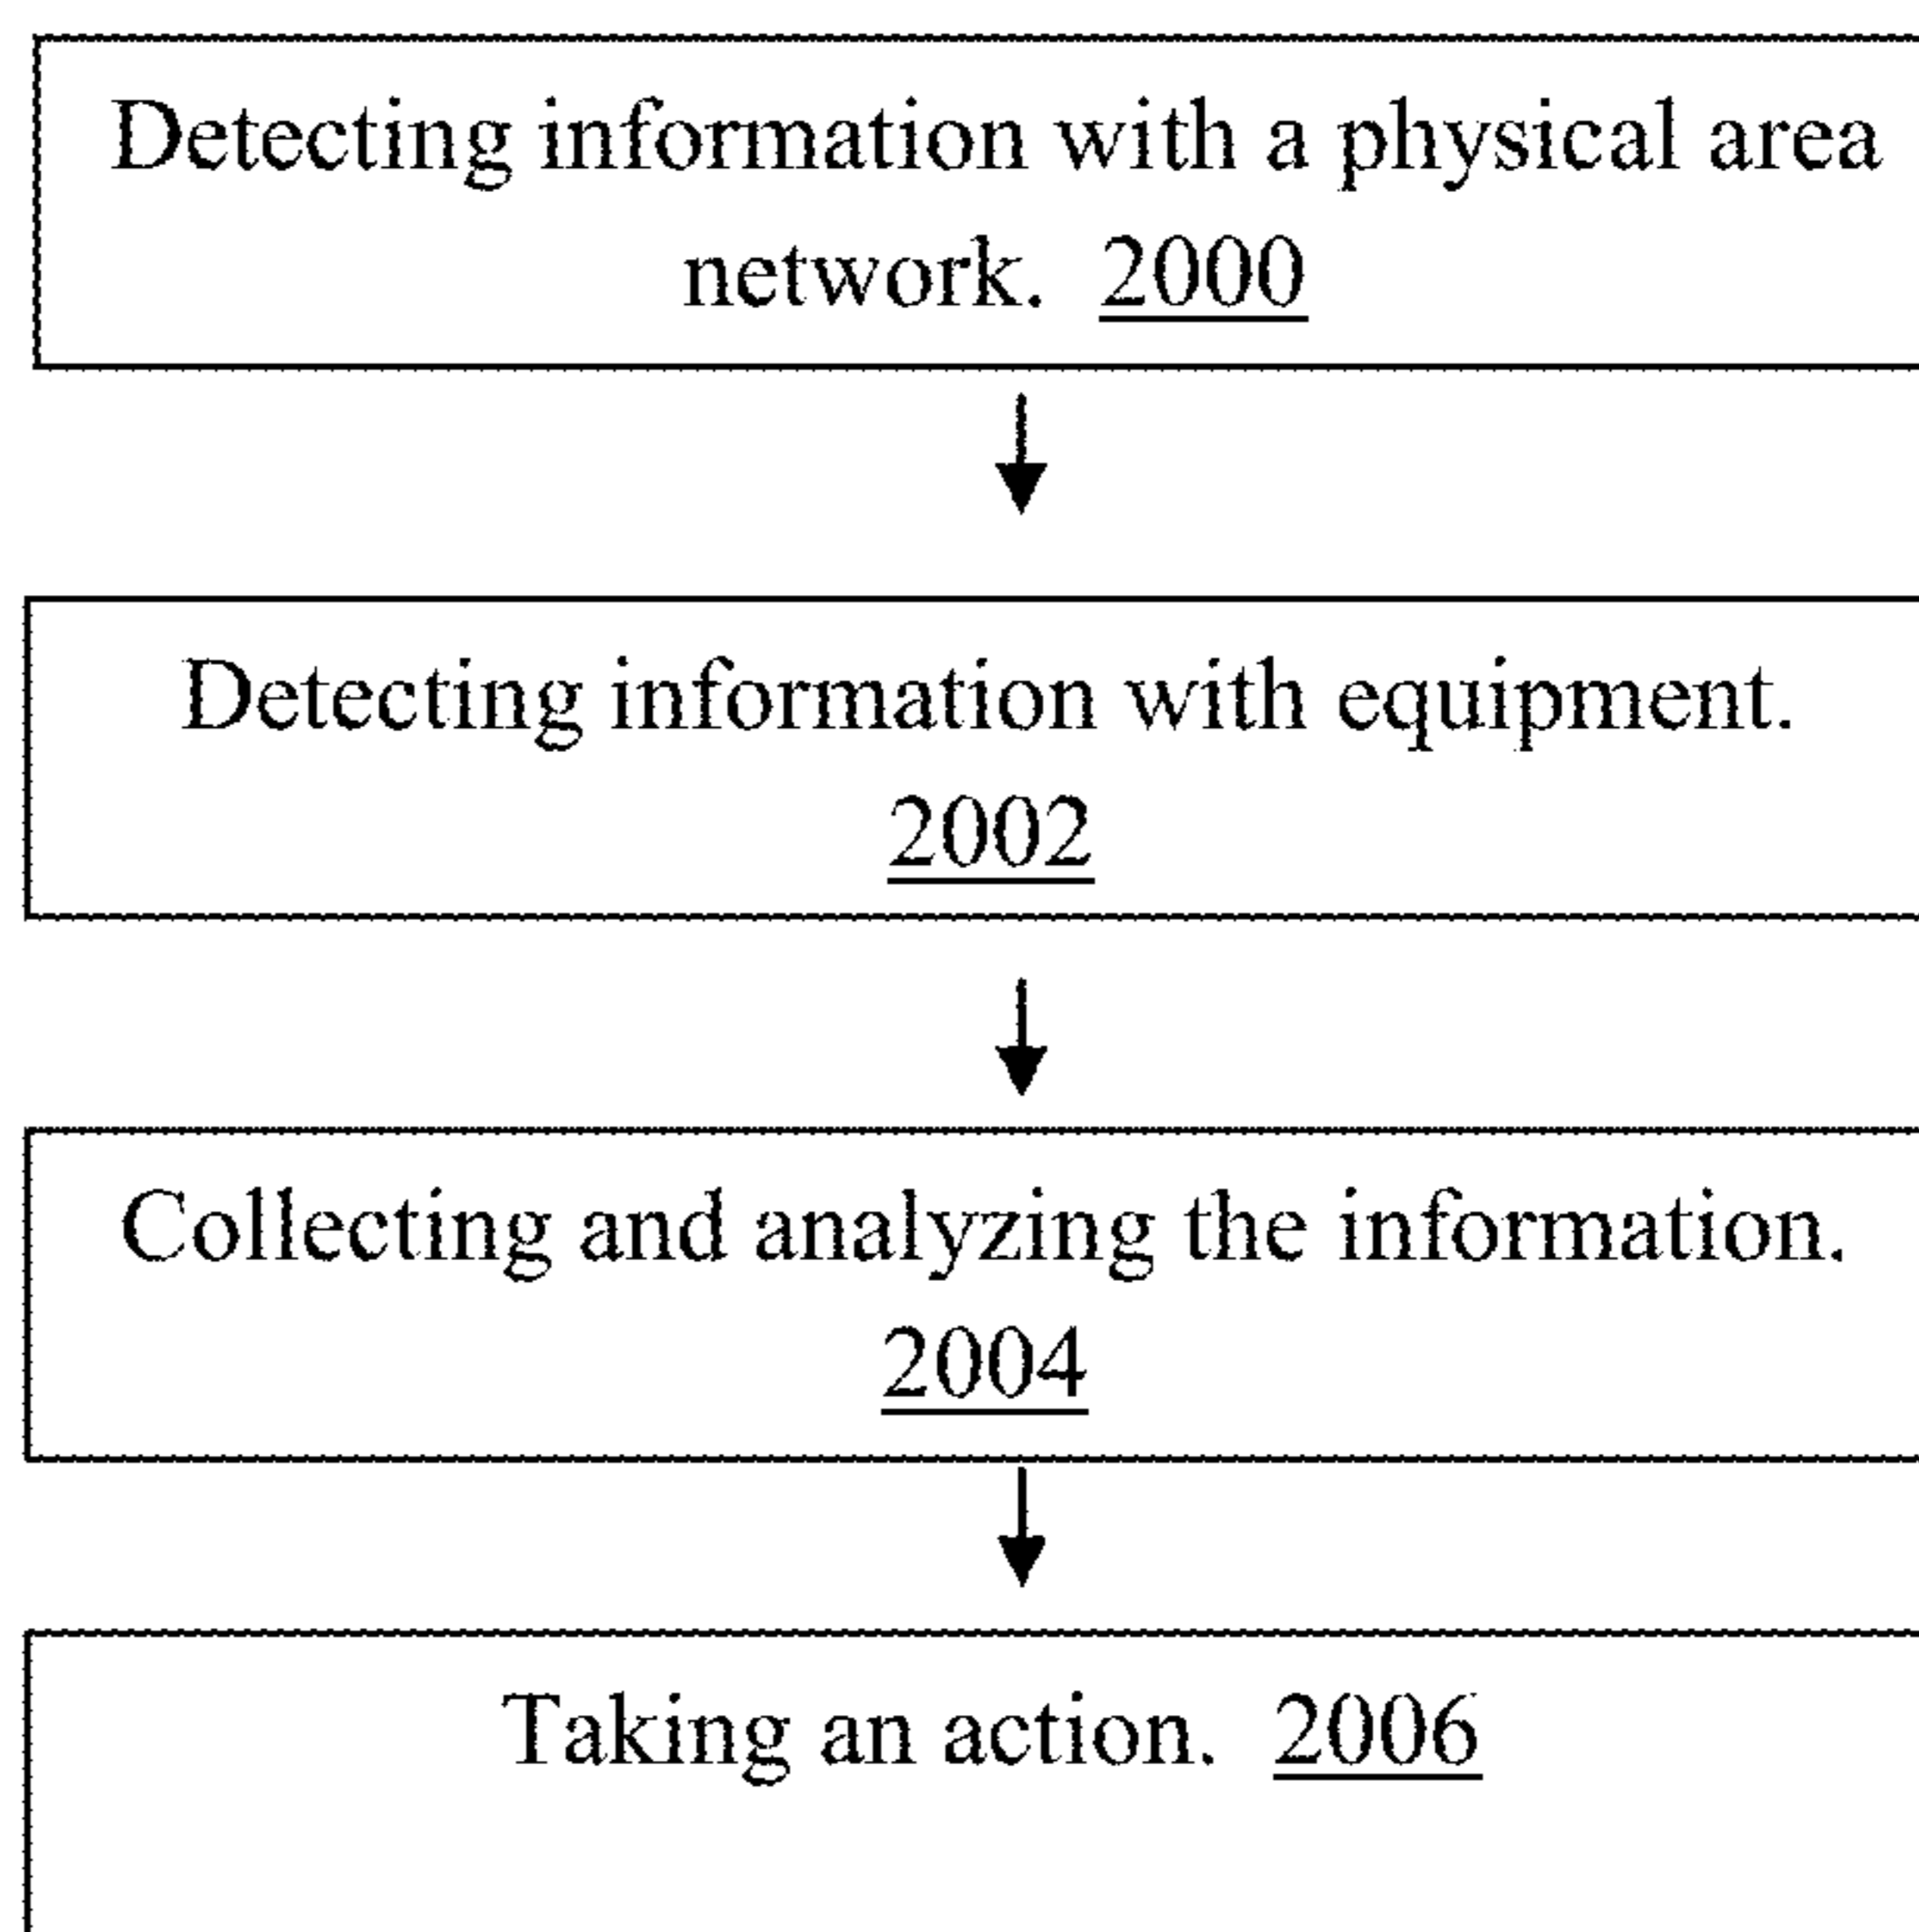 Detecting information with a physical area
network. 2000
Detecting information with equipment.
2002
Collecting and analyzing the information.
2004
Taking an action. 2006